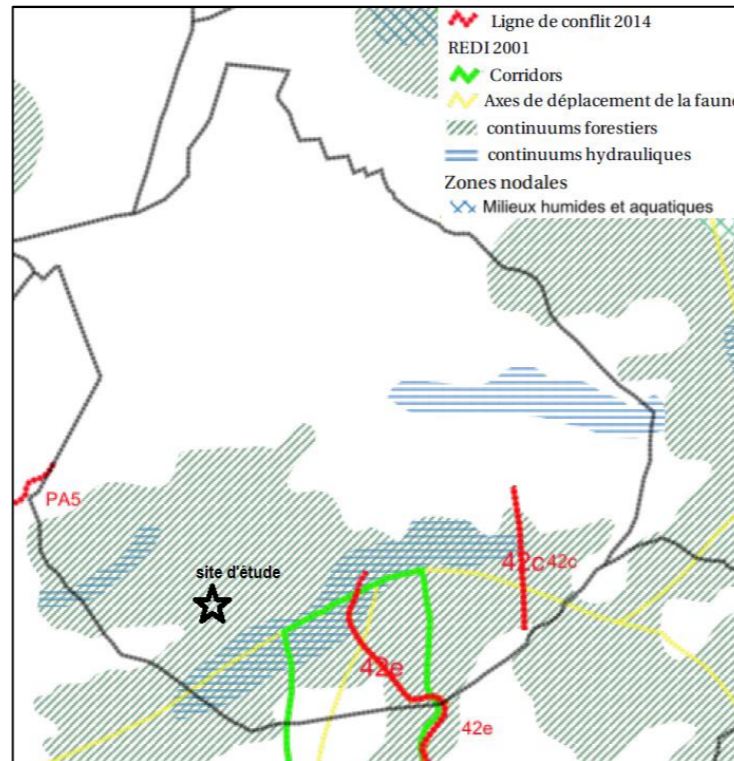 Ligne de conflit 2014
REDI 2001
Corridors
Axes de déplacement de la faune
continuums forestiers
continuums hydrauliques
Zones nodales
Milieux humides et aquatiques
PA5
42c 42c
site d'étude
42e
42e